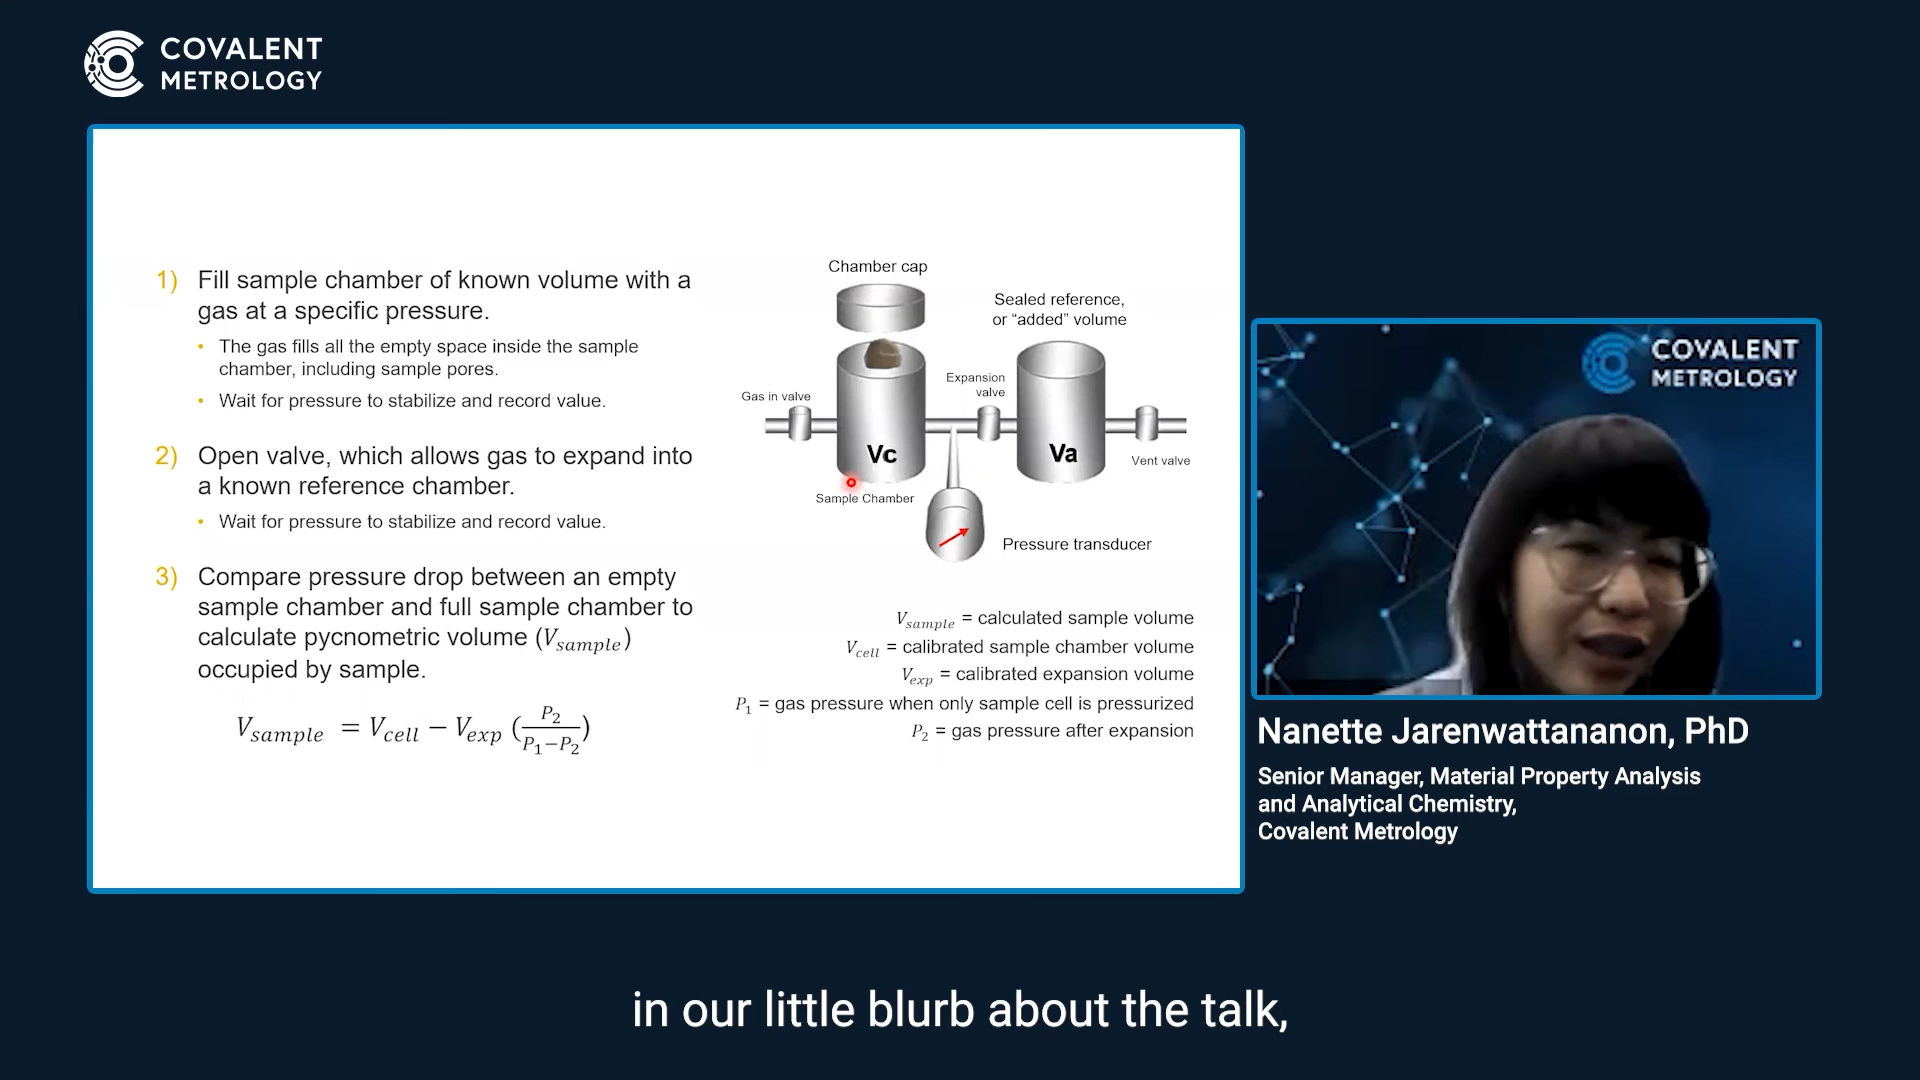 COVALENT
METROLOGY
1) Fill sample chamber of known volume with a
gas at a specific pressure.
• The gas fills all the empty space inside the sample
chamber, including sample pores.
• Wait for pressure to stabilize and record value.
2) Open valve, which allows gas to expand into
a known reference chamber.
• Wait for pressure to stabilize and record value.
3) Compare pressure drop between an empty
sample chamber and full sample chamber to
calculate pycnometric volume (V_sample)
occupied by sample.
V_sample = V_cell − V_exp (P_2/(P_1−P_2))
Chamber cap
Sealed reference,
or “added” volume
Expansion
valve
Gas in valve
Vc
Va
Vent valve
Sample Chamber
Pressure transducer
V_sample = calculated sample volume
V_cell = calibrated sample chamber volume
V_exp = calibrated expansion volume
P_1 = gas pressure when only sample cell is pressurized
P_2 = gas pressure after expansion
COVALENT
METROLOGY
Nanette Jarenwattananon, PhD
Senior Manager, Material Property Analysis
and Analytical Chemistry,
Covalent Metrology
in our little blurb about the talk,